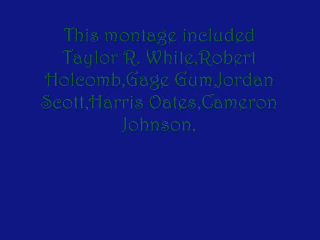 This montage included
Taylor R. White,Robert
Holcomb,Gage Gum,Jordan
Scott,Harris Oates,Cameron
Johnson.